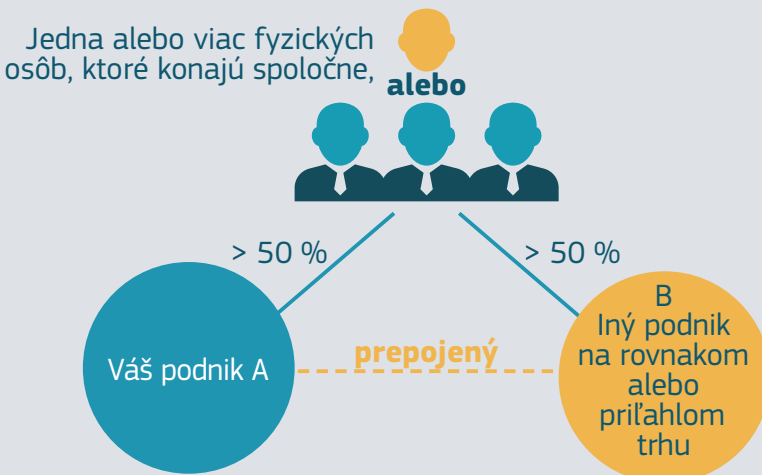 Jedna alebo viac fyzických
osôb, ktoré konajú spoločne,
alebo
> 50 %
> 50 %
Váš podnik A
prepojený
B
Iný podnik
na rovnakom
alebo
priľahlom
trhu